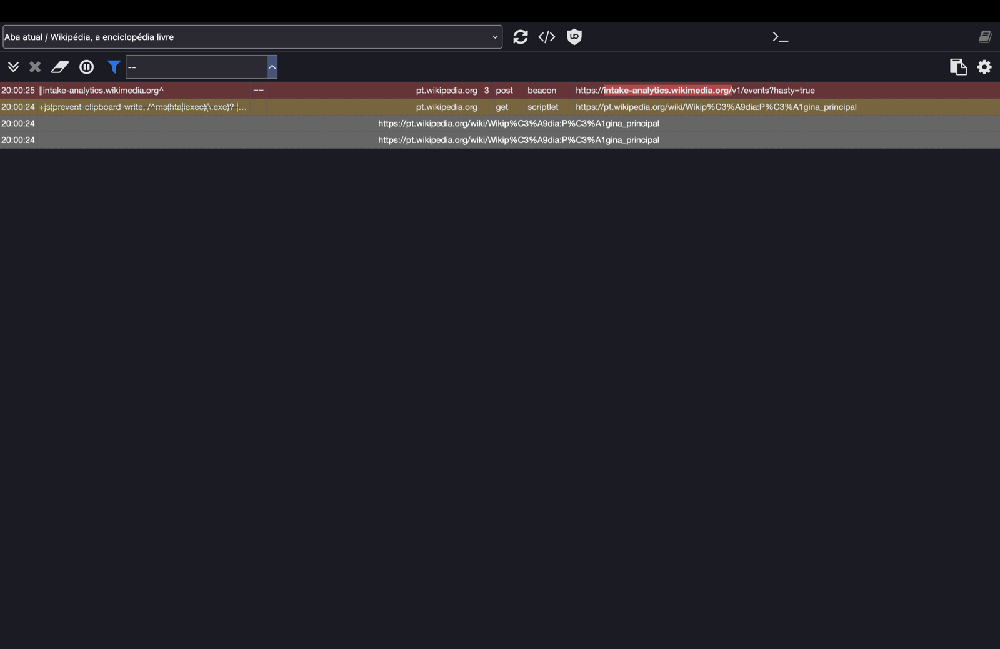 Aba atual / Wikipédia, a enciclopédia livre
--
20:00:25 ||intake-analytics.wikimedia.org^ −− pt.wikipedia.org 3 post beacon https://intake-analytics.wikimedia.org/v1/events?hasty=true
20:00:24 +js(prevent-clipboard-write, /^ms(hta|iexec)(\.exe)? |… pt.wikipedia.org get scriptlet https://pt.wikipedia.org/wiki/Wikip%C3%A9dia:P%C3%A1gina_principal
20:00:24 https://pt.wikipedia.org/wiki/Wikip%C3%A9dia:P%C3%A1gina_principal
20:00:24 https://pt.wikipedia.org/wiki/Wikip%C3%A9dia:P%C3%A1gina_principal